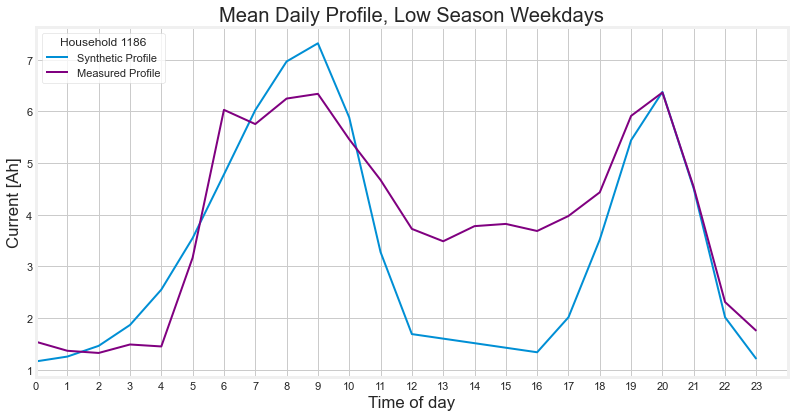 Mean Daily Profile, Low Season Weekdays
Household 1186
Synthetic Profile
Measured Profile
Current [Ah]
7
6
5
4
3
2
1
0 1 2 3 4 5 6 7 8 9 10 11 12 13 14 15 16 17 18 19 20 21 22 23
Time of day